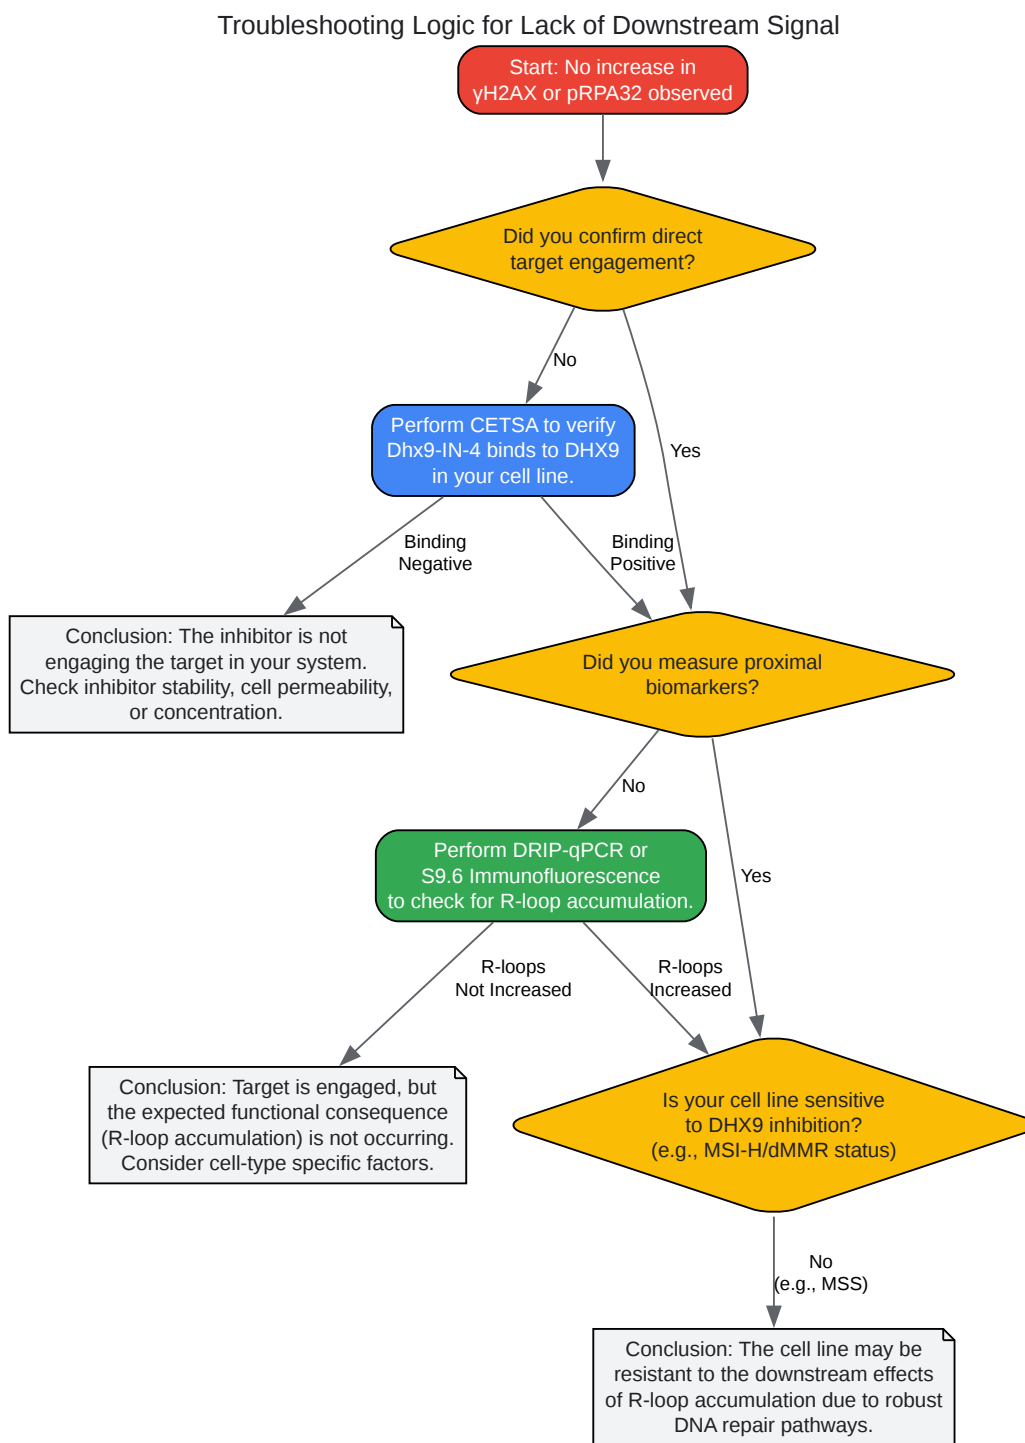 Troubleshooting Logic for Lack of Downstream Signal
Start: No increase in
γH2AX or pRPA32 observed
Did you confirm direct
target engagement?
No
Yes
Perform CETSA to verify
Dhx9-IN-4 binds to DHX9
in your cell line.
Binding
Negative
Binding
Positive
Conclusion: The inhibitor is not
engaging the target in your system.
Check inhibitor stability, cell permeability,
or concentration.
Did you measure proximal
biomarkers?
No
Yes
Perform DRIP-qPCR or
S9.6 Immunofluorescence
to check for R-loop accumulation.
R-loops
Not Increased
R-loops
Increased
Conclusion: Target is engaged, but
the expected functional consequence
(R-loop accumulation) is not occurring.
Consider cell-type specific factors.
Is your cell line sensitive
to DHX9 inhibition?
(e.g., MSI-H/dMMR status)
No
(e.g., MSS)
Conclusion: The cell line may be
resistant to the downstream effects
of R-loop accumulation due to robust
DNA repair pathways.